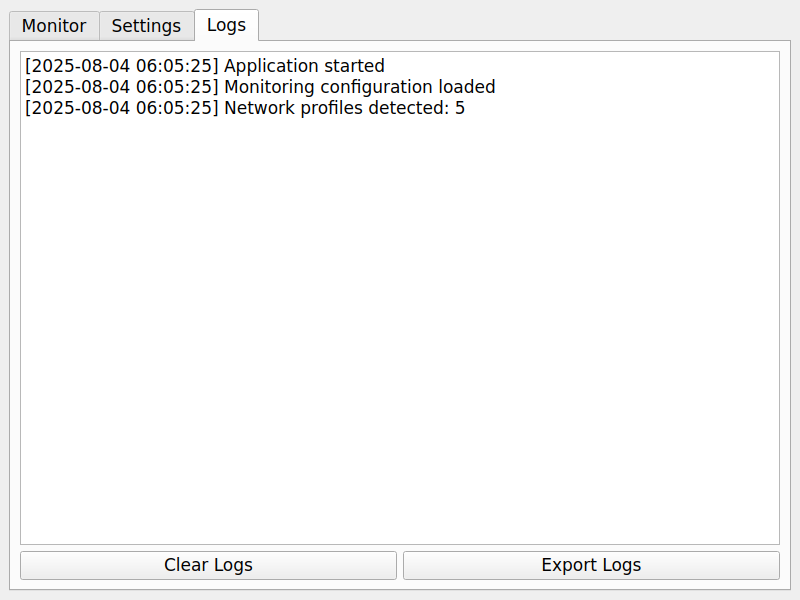 Monitor Settings Logs
[2025-08-04 06:05:25] Application started
[2025-08-04 06:05:25] Monitoring configuration loaded
[2025-08-04 06:05:25] Network profiles detected: 5
Clear Logs Export Logs